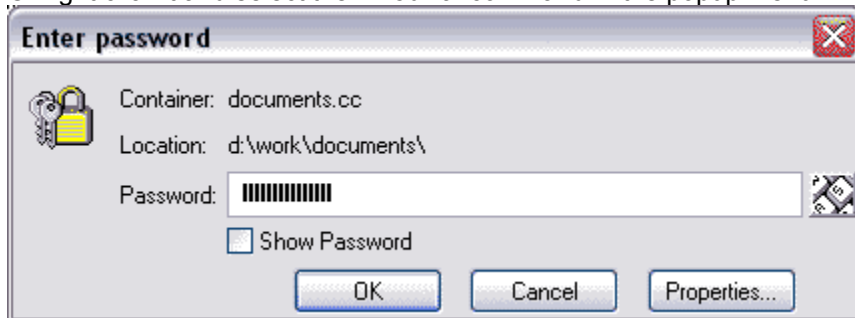 Enter password
Container: documents.cc
Location: d:\work\documents\
Password:
Show Password
OK Cancel Properties...